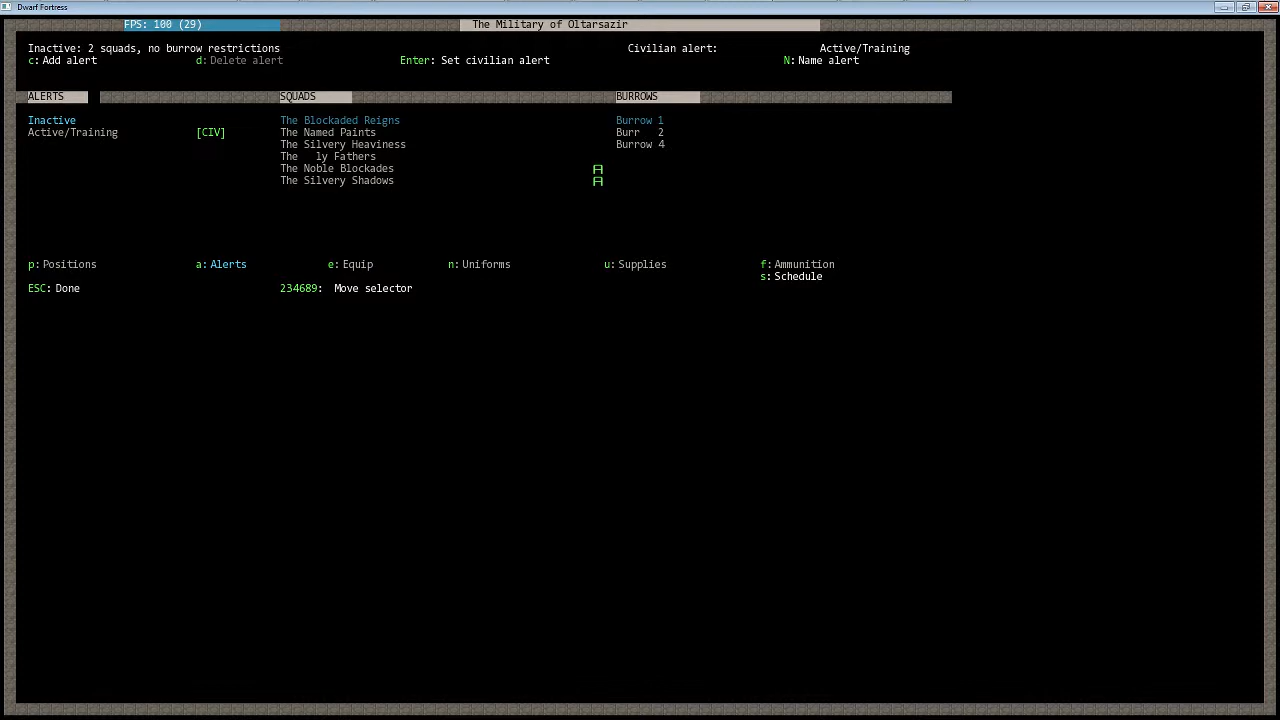 Dwarf Fortress
FPS: 100 (29)
The Military of Oltarsazir
Inactive: 2 squads, no burrow restrictions
Civilian alert: Active/Training
c: Add alert d: Delete alert Enter: Set civilian alert N: Name alert
ALERTS SQUADS BURROWS
Inactive The Blockaded Reigns Burrow 1
Active/Training [CIV] The Named Paints Burr 2
The Silvery Heaviness Burrow 4
The ly Fathers
The Noble Blockades A
The Silvery Shadows A
p: Positions a: Alerts e: Equip n: Uniforms u: Supplies f: Ammunition
s: Schedule
ESC: Done 234689: Move selector